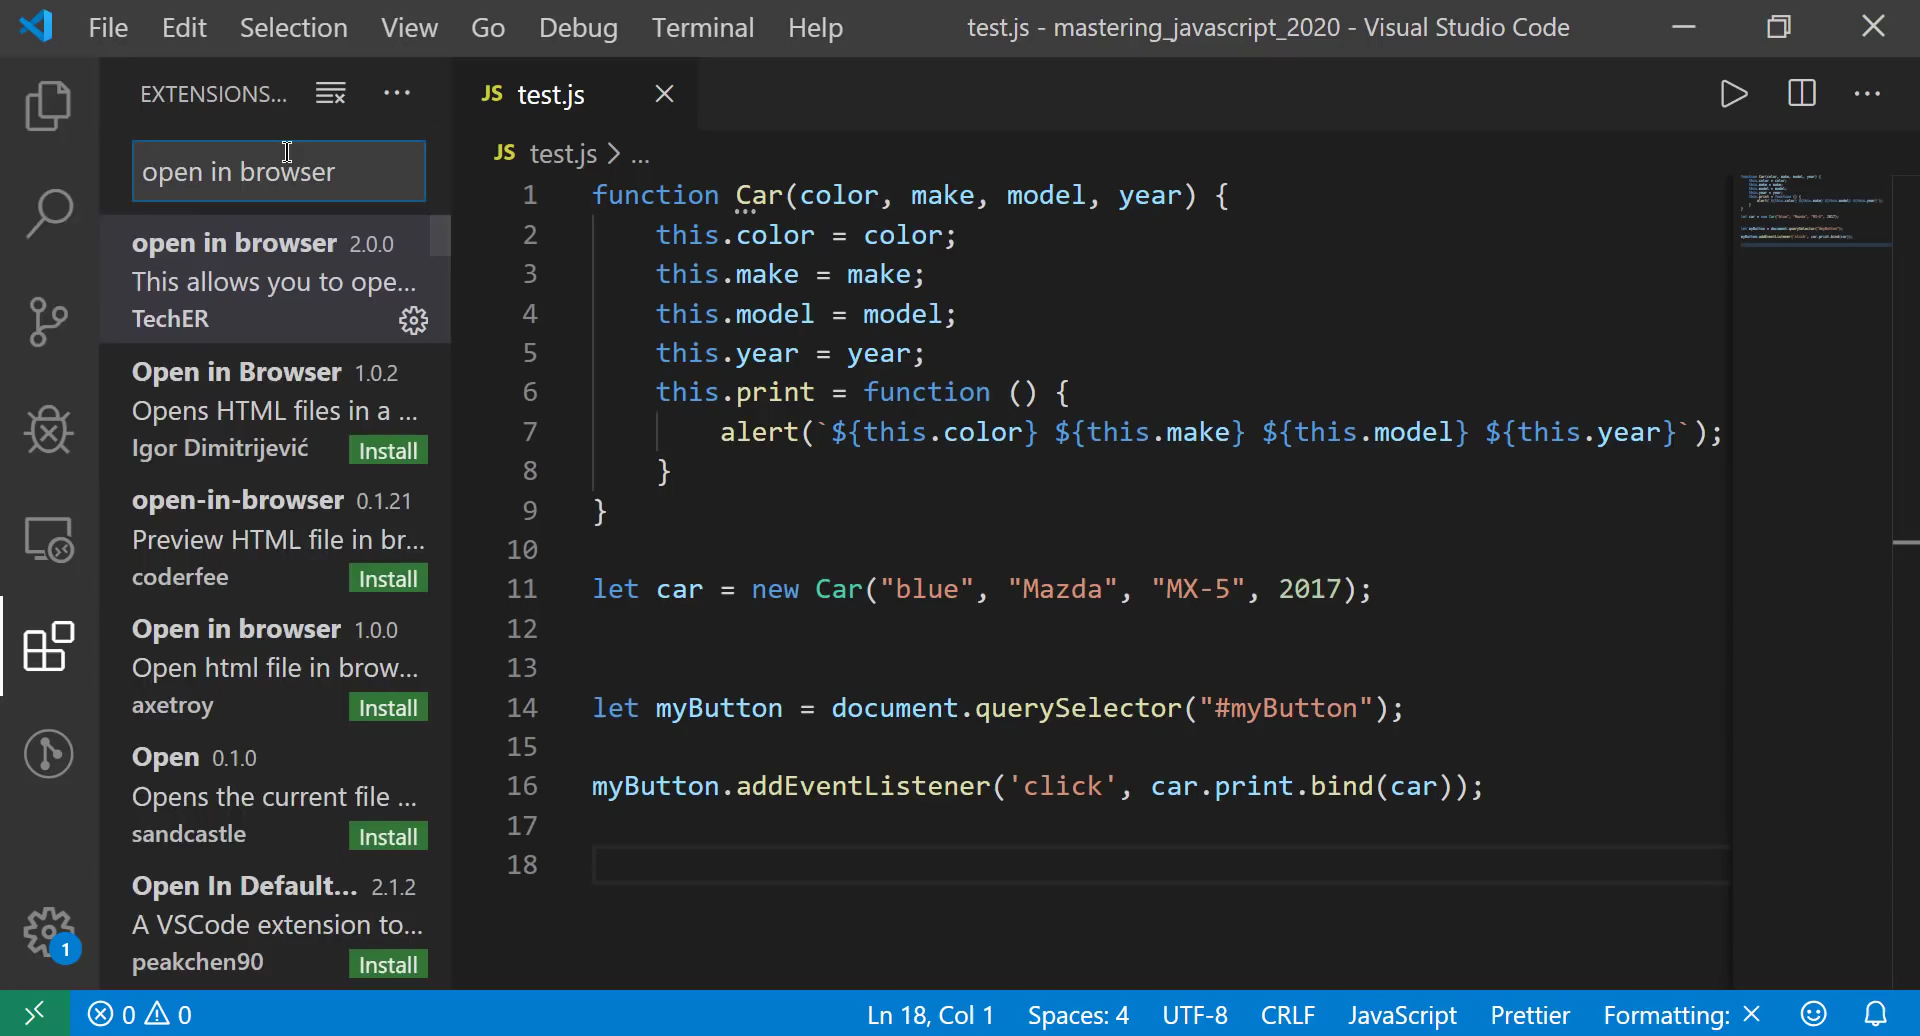 File Edit Selection View Go Debug Terminal Help test.js - mastering_javascript_2020 - Visual Studio Code
EXTENSIONS...
open in browser
open in browser 2.0.0
This allows you to ope...
TechER
Open in Browser 1.0.2
Opens HTML files in a ...
Igor Dimitrijević Install
open-in-browser 0.1.21
Preview HTML file in br...
coderfee Install
Open in browser 1.0.0
Open html file in brow...
axetroy Install
Open 0.1.0
Opens the current file ...
sandcastle Install
Open In Default... 2.1.2
A VSCode extension to...
peakchen90 Install
1
JS test.js
JS test.js > ...
1 function Car(color, make, model, year) {
2 this.color = color;
3 this.make = make;
4 this.model = model;
5 this.year = year;
6 this.print = function () {
7 alert(`${this.color} ${this.make} ${this.model} ${this.year}`);
8 }
9 }
10
11 let car = new Car("blue", "Mazda", "MX-5", 2017);
12
13
14 let myButton = document.querySelector("#myButton");
15
16 myButton.addEventListener('click', car.print.bind(car));
17
18
0 0 Ln 18, Col 1 Spaces: 4 UTF-8 CRLF JavaScript Prettier Formatting: ×